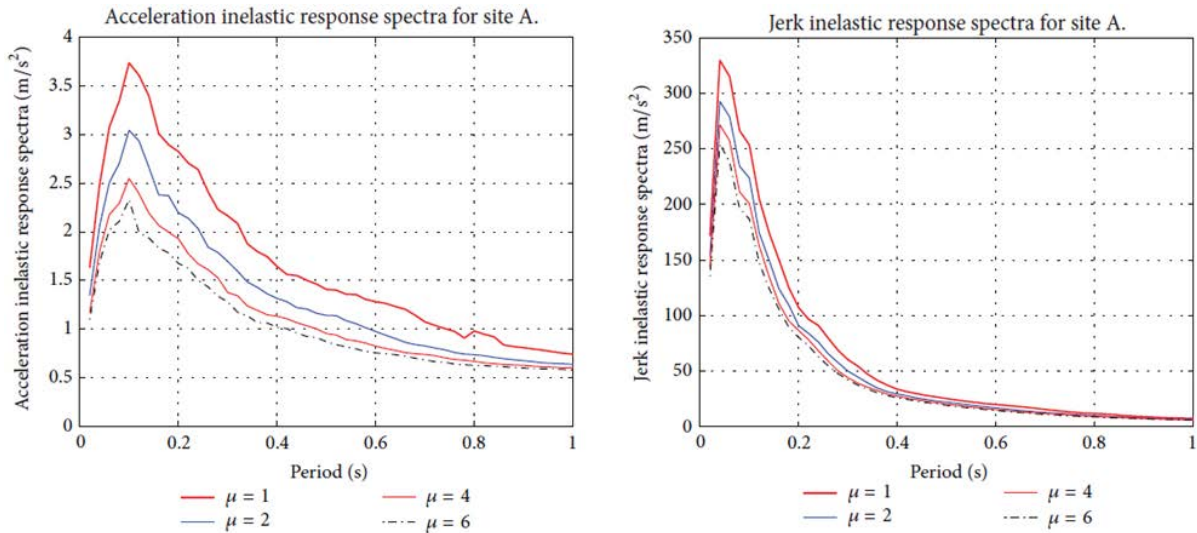 Acceleration inelastic response spectra for site A.
Acceleration inelastic response spectra (m/s²)
4
3.5
3
2.5
2
1.5
1
0.5
0
0 0.2 0.4 0.6 0.8 1
Period (s)
μ = 1 μ = 4
μ = 2 μ = 6
Jerk inelastic response spectra for site A.
Jerk inelastic response spectra (m/s²)
350
300
250
200
150
100
50
0
0 0.2 0.4 0.6 0.8 1
Period (s)
μ = 1 μ = 4
μ = 2 μ = 6